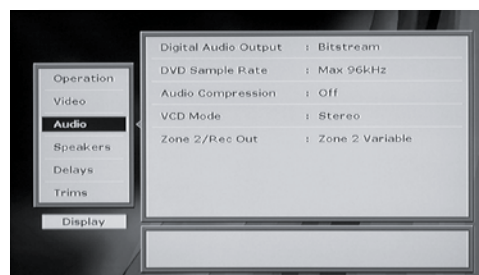 Operation
Video
Audio
Speakers
Delays
Trims
Display
Digital Audio Output : Bitstream
DVD Sample Rate : Max 96kHz
Audio Compression : Off
VCD Mode : Stereo
Zone 2/Rec Out : Zone 2 Variable